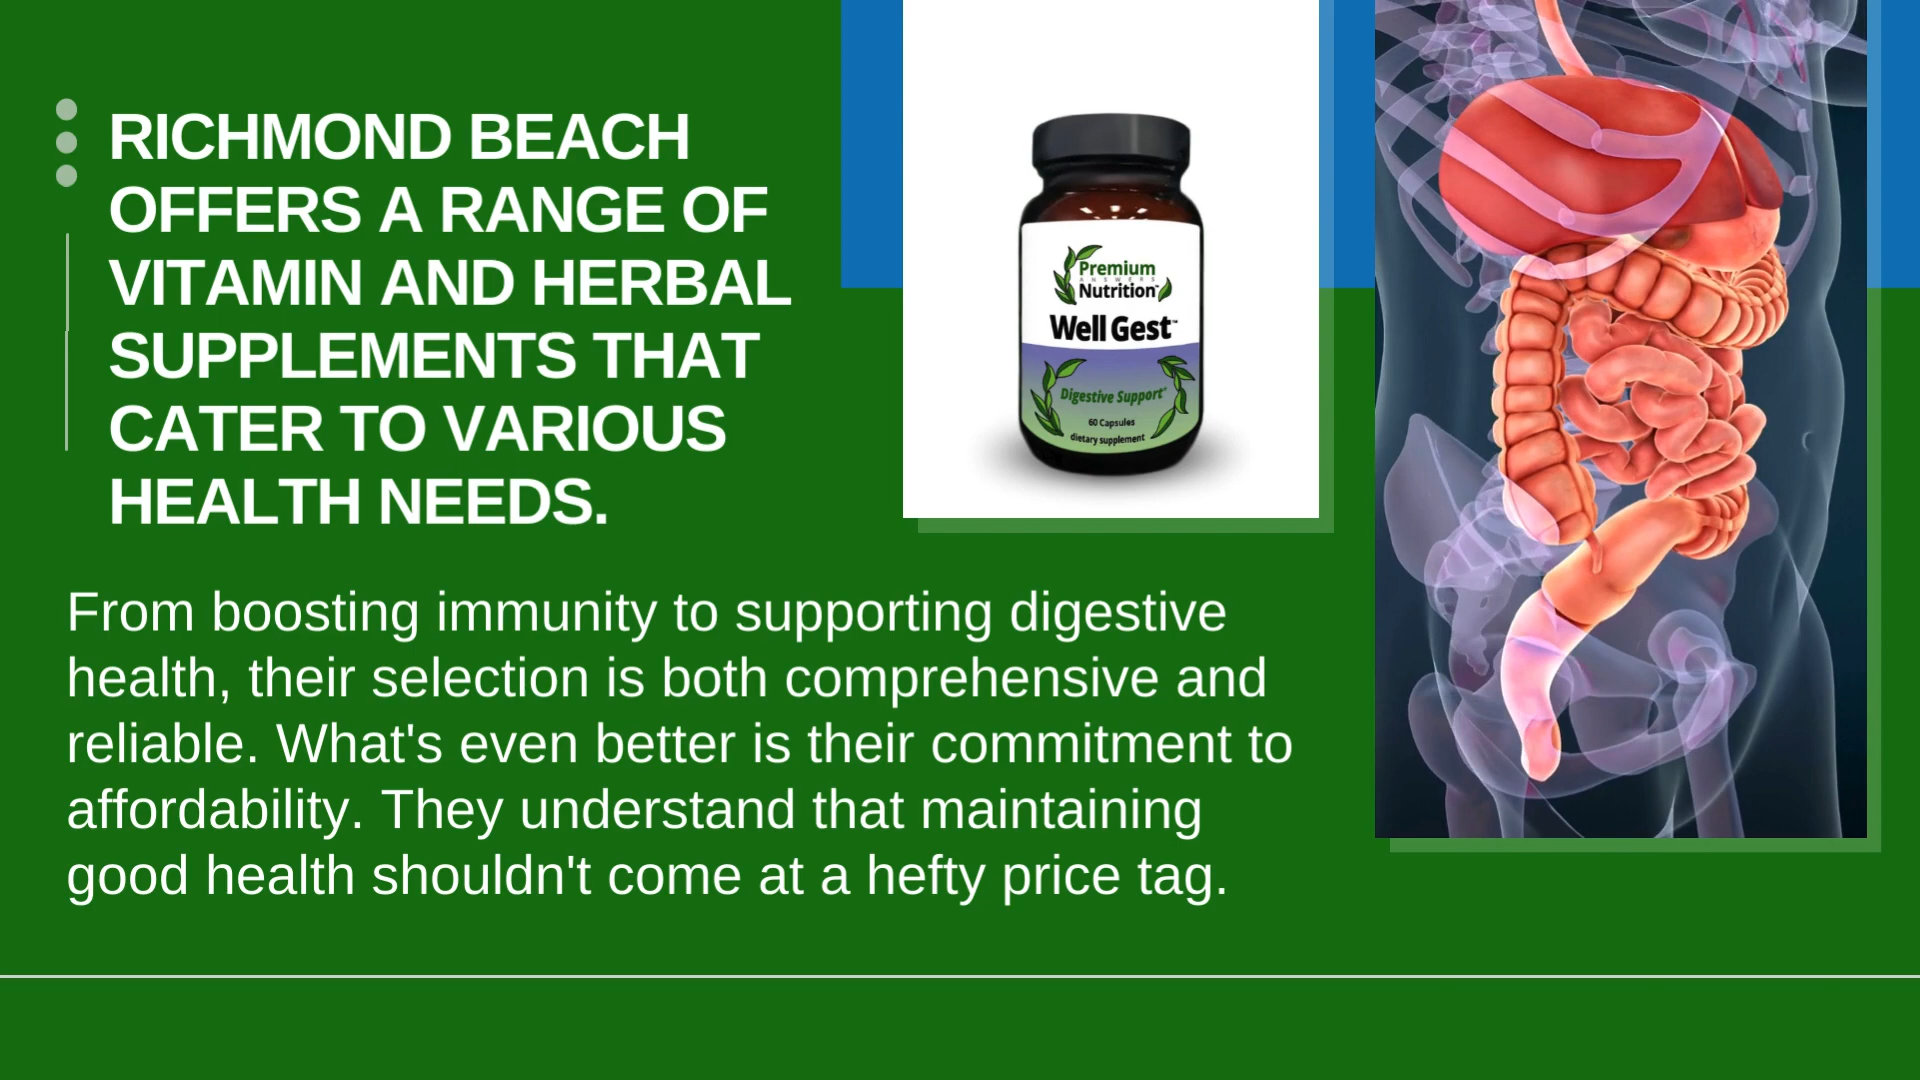 RICHMOND BEACH
OFFERS A RANGE OF
VITAMIN AND HERBAL
SUPPLEMENTS THAT
CATER TO VARIOUS
HEALTH NEEDS.
Premium
ANSWERS
Nutrition™
Well Gest™
Digestive Support+
60 Capsules
dietary supplement
From boosting immunity to supporting digestive
health, their selection is both comprehensive and
reliable. What's even better is their commitment to
affordability. They understand that maintaining
good health shouldn't come at a hefty price tag.